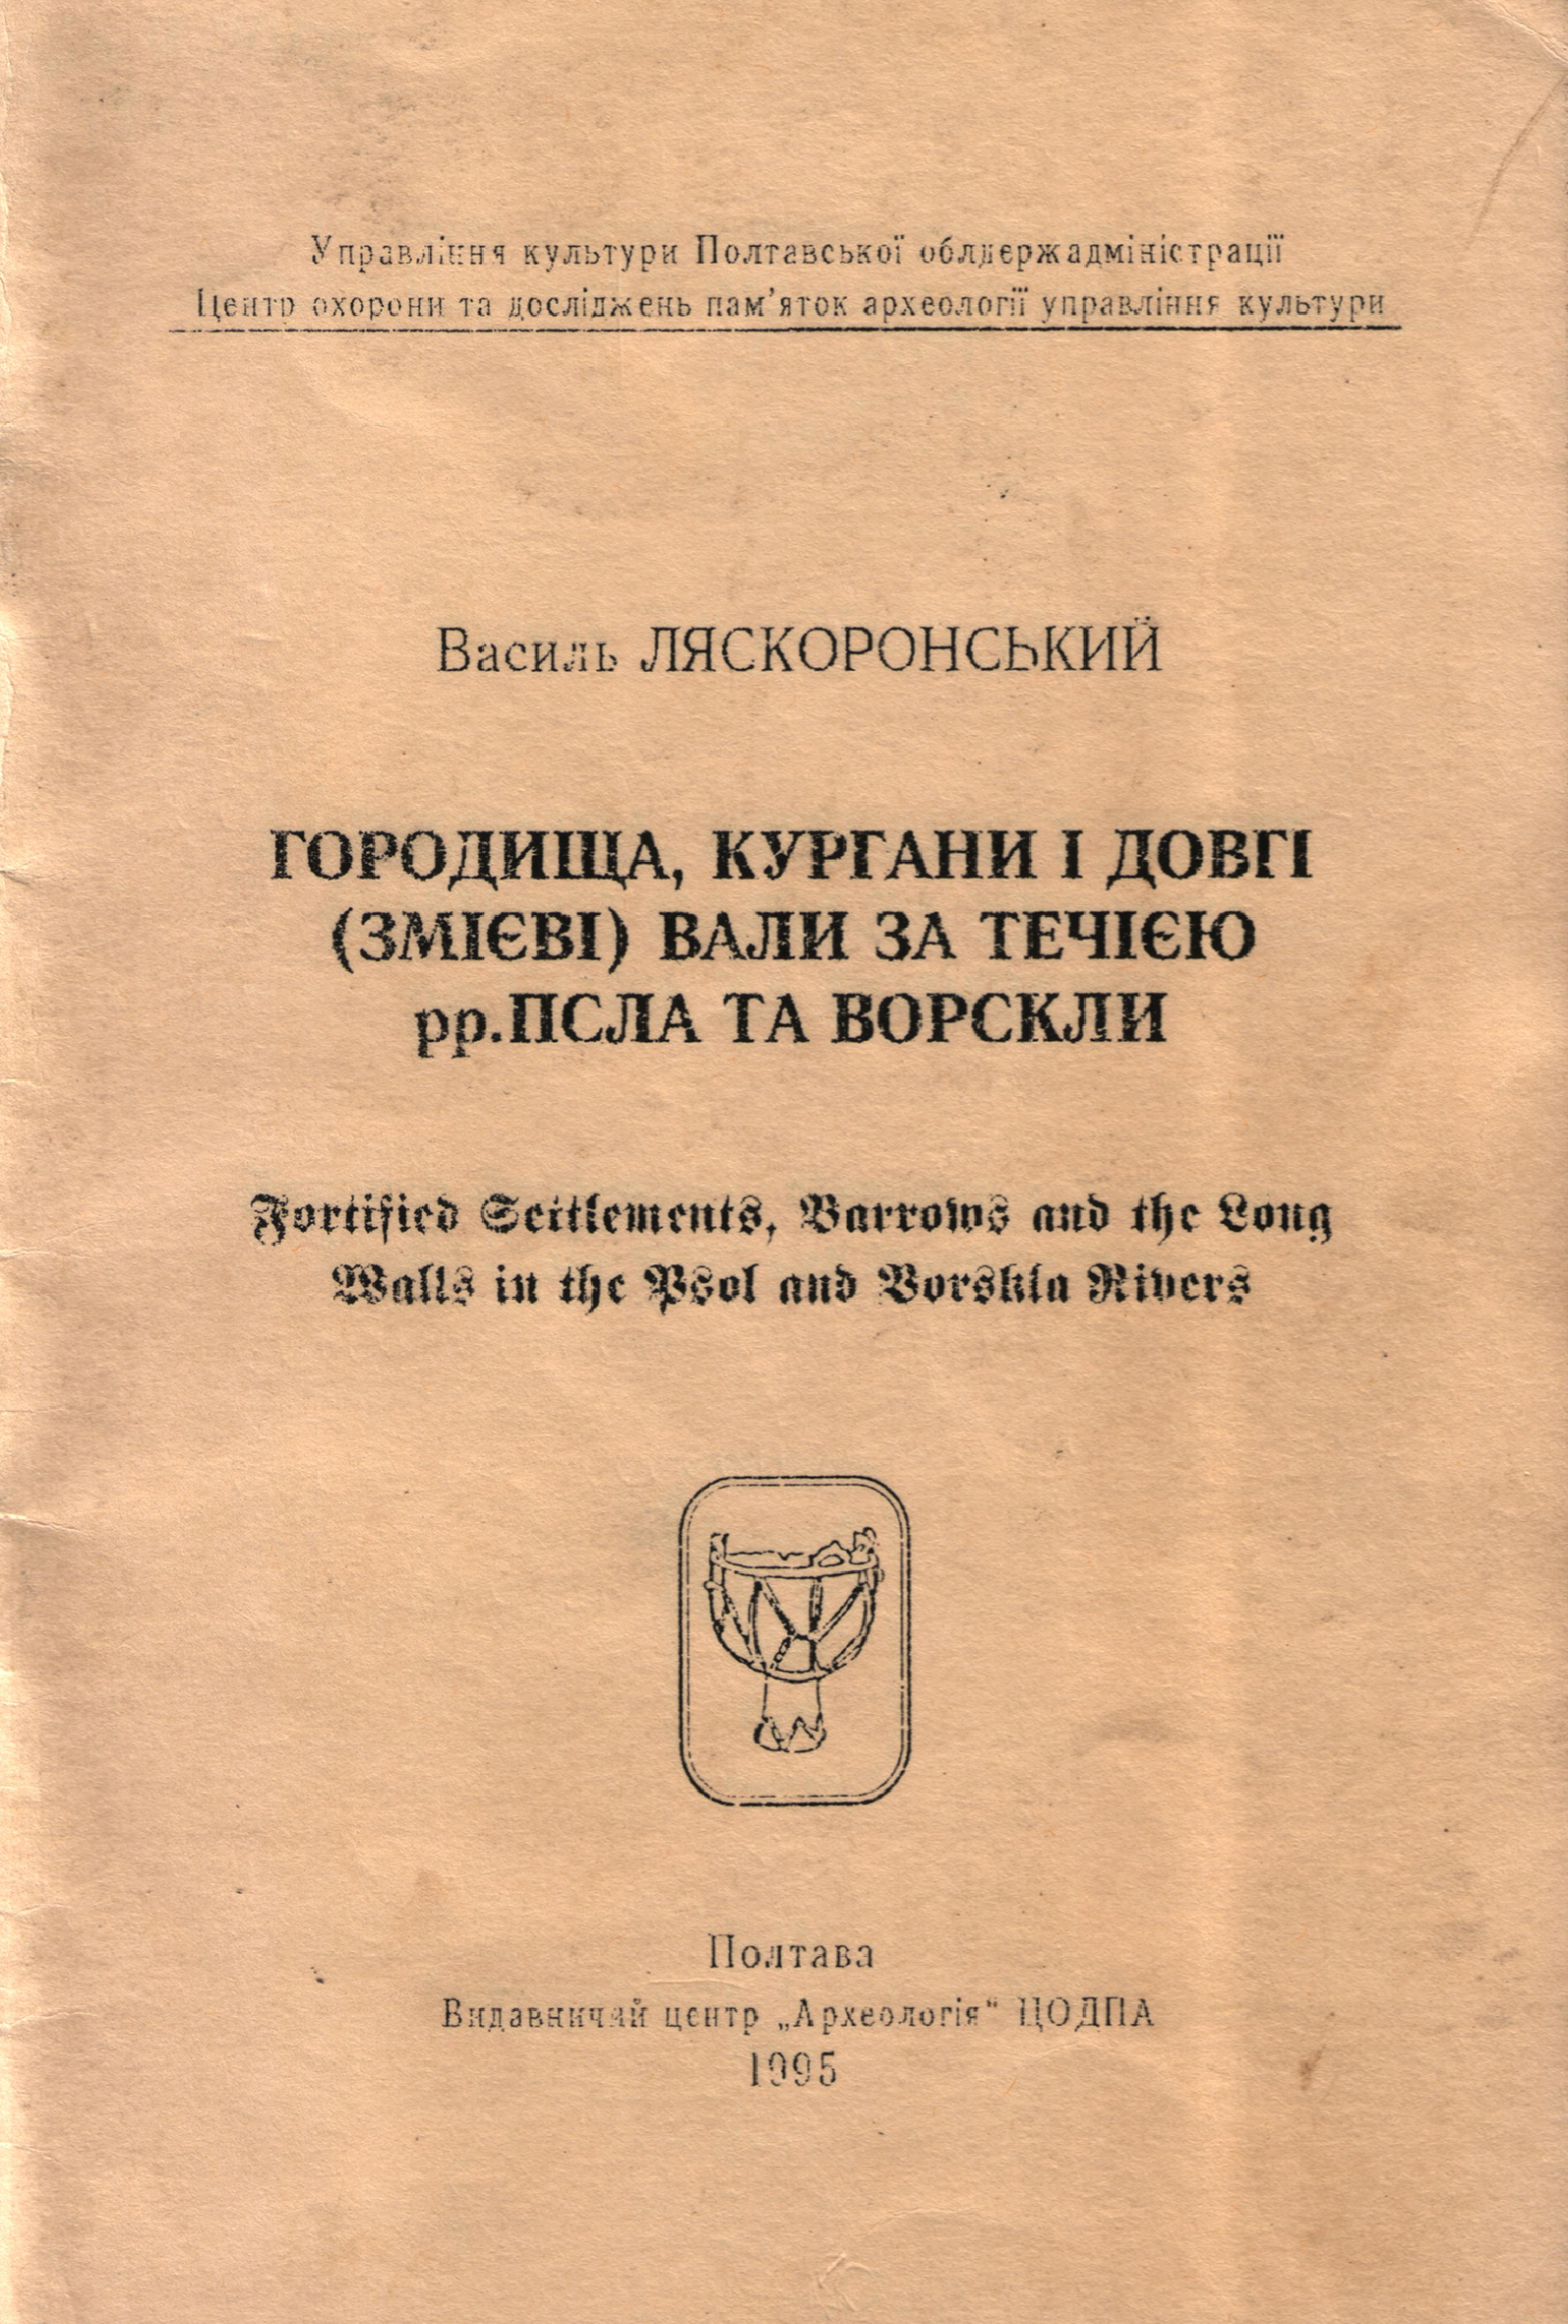 Управління культури Полтавської облдержадміністрації
Центр охорони та досліджень пам'яток археології управління культури
Василь ЛЯСКОРОНСЬКИЙ
ГОРОДИЩА, КУРГАНИ І ДОВГІ
(ЗМІЄВІ) ВАЛИ ЗА ТЕЧІЄЮ
рр.ПСЛА ТА ВОРСКЛИ
Fortified Settlements, Barrows and the Long
Walls in the Psol and Vorskla Rivers
Полтава
Видавничий центр „Археологія“ ЦОДПА
1995